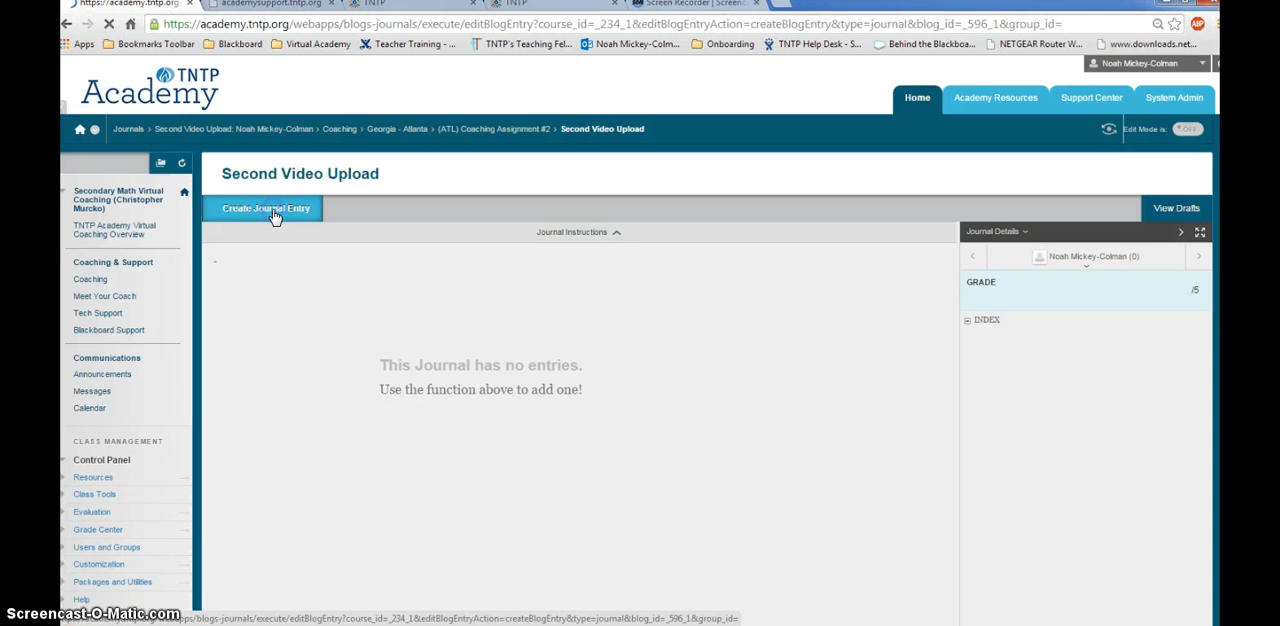 https://academy.tntp.org/ academysupport.tntp.org TNTP TNTP Screen Recorder | Screenc
https://academy.tntp.org/webapps/blogs-journals/execute/editBlogEntry?course_id=_234_1&editBlogEntryAction=createBlogEntry&type=journal&blog_id=_596_1&group_id=
Apps Bookmarks Toolbar Blackboard Virtual Academy Teacher Training - ... TNTP's Teaching Fel... Noah Mickey-Colm... Onboarding TNTP Help Desk - S... Behind the Blackboa... NETGEAR Router W... www.downloads.net...
Noah Mickey-Colman
TNTP
Academy
Home Academy Resources Support Center System Admin
Journals > Second Video Upload: Noah Mickey-Colman > Coaching > Georgia - Atlanta > (ATL) Coaching Assignment #2 > Second Video Upload
Edit Mode is: OFF
Secondary Math Virtual
Coaching (Christopher
Murcko)
TNTP Academy Virtual
Coaching Overview
Coaching & Support
Coaching
Meet Your Coach
Tech Support
Blackboard Support
Communications
Announcements
Messages
Calendar
CLASS MANAGEMENT
Control Panel
Resources
Class Tools
Evaluation
Grade Center
Users and Groups
Customization
Packages and Utilities
Help
Second Video Upload
Create Journal Entry
View Drafts
Journal Instructions
-
This Journal has no entries.
Use the function above to add one!
Journal Details
Noah Mickey-Colman (0)
GRADE
/5
INDEX
Screencast-O-Matic.com
blogs-journals/execute/editBlogEntry?course_id=_234_1&editBlogEntryAction=createBlogEntry&type=journal&blog_id=_596_1&group_id=